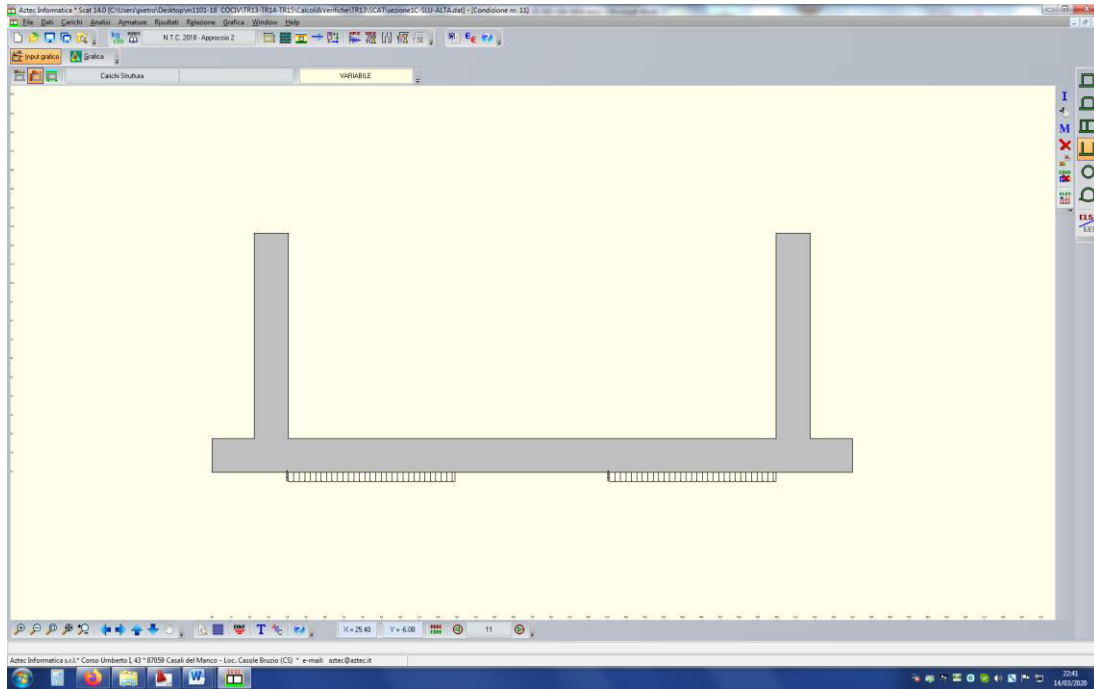 Aztec Informatica * Scat 14.0 [C:\Users\pietro\Desktop\m1101-18 COCIV\TR13-TR14-TR15\Calcoli&Verifiche\TR13\SCAT\sezione1C-SLU-ALTA.dat] - [Condizione nr. 11]
File Dati Carichi Analisi Armature Risultati Relazione Grafica Window Help
N.T.C. 2018 - Approccio 2
Input grafico Grafica
Carichi Struttura VARIABILE
I
M
X = 25.40 Y = -6.08 11
Aztec Informatica s.r.l.* Corso Umberto I, 43 * 87059 Casali del Manco - Loc. Casole Bruzio (CS) * e-mail: aztec@aztec.it
22:41
14/03/2020